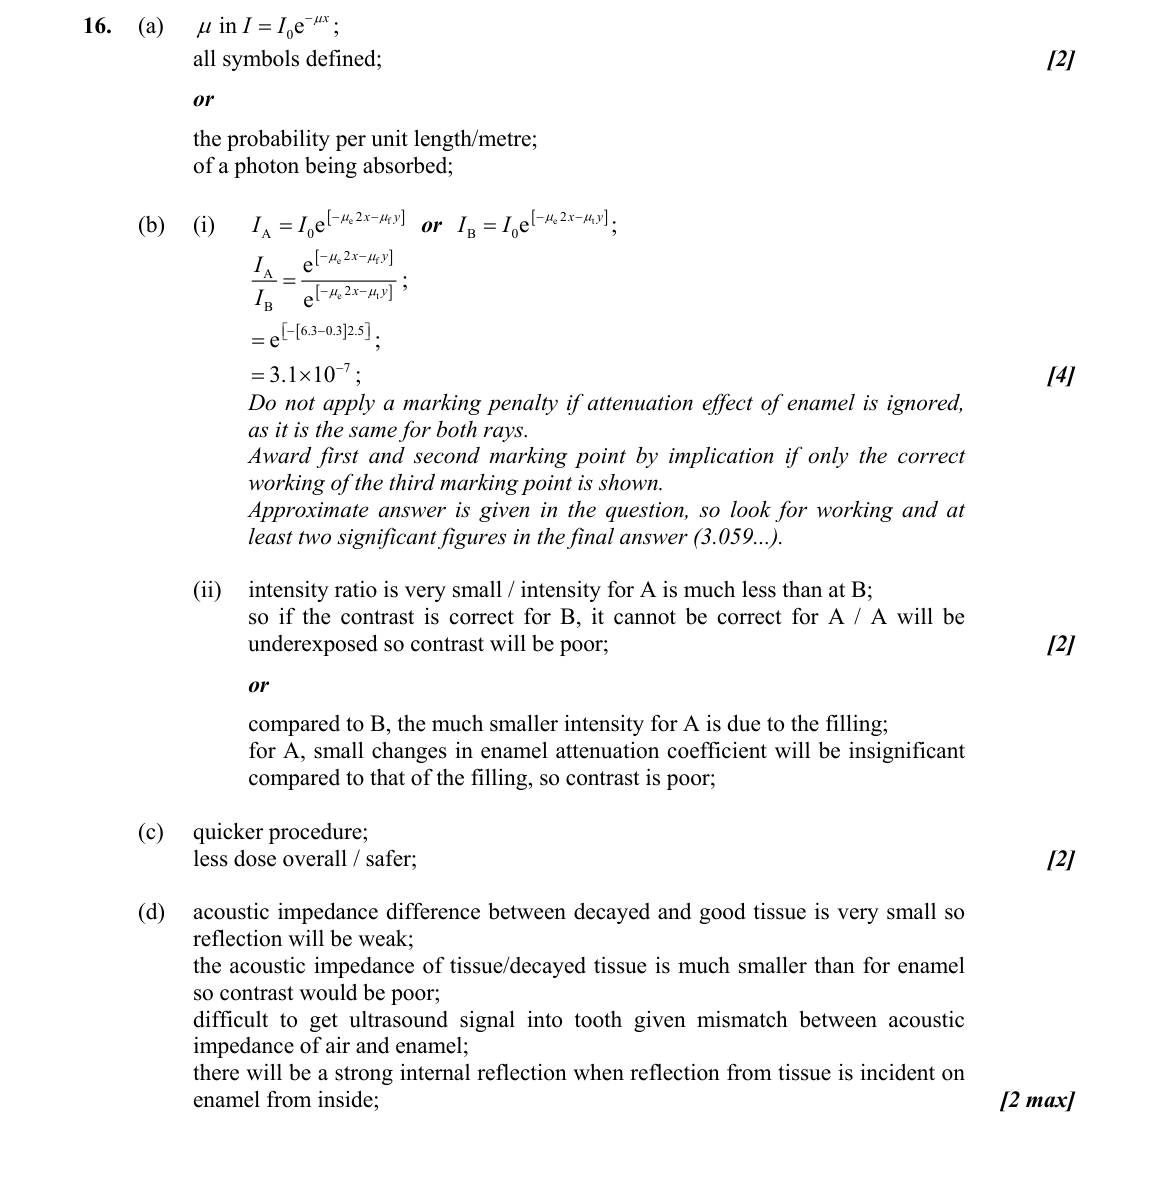 16. (a) μ in I = I₀e^(−μx);
all symbols defined; [2]
or
the probability per unit length/metre;
of a photon being absorbed;
(b) (i) I_A = I₀e^[−μ_e 2x−μ_f y] or I_B = I₀e^[−μ_e 2x−μ_t y];
I_A / I_B = e^[−μ_e 2x−μ_f y] / e^[−μ_e 2x−μ_t y];
= e^[−[6.3−0.3]2.5];
= 3.1×10⁻⁷; [4]
Do not apply a marking penalty if attenuation effect of enamel is ignored,
as it is the same for both rays.
Award first and second marking point by implication if only the correct
working of the third marking point is shown.
Approximate answer is given in the question, so look for working and at
least two significant figures in the final answer (3.059...).
(ii) intensity ratio is very small / intensity for A is much less than at B;
so if the contrast is correct for B, it cannot be correct for A / A will be
underexposed so contrast will be poor; [2]
or
compared to B, the much smaller intensity for A is due to the filling;
for A, small changes in enamel attenuation coefficient will be insignificant
compared to that of the filling, so contrast is poor;
(c) quicker procedure;
less dose overall / safer; [2]
(d) acoustic impedance difference between decayed and good tissue is very small so
reflection will be weak;
the acoustic impedance of tissue/decayed tissue is much smaller than for enamel
so contrast would be poor;
difficult to get ultrasound signal into tooth given mismatch between acoustic
impedance of air and enamel;
there will be a strong internal reflection when reflection from tissue is incident on
enamel from inside; [2 max]